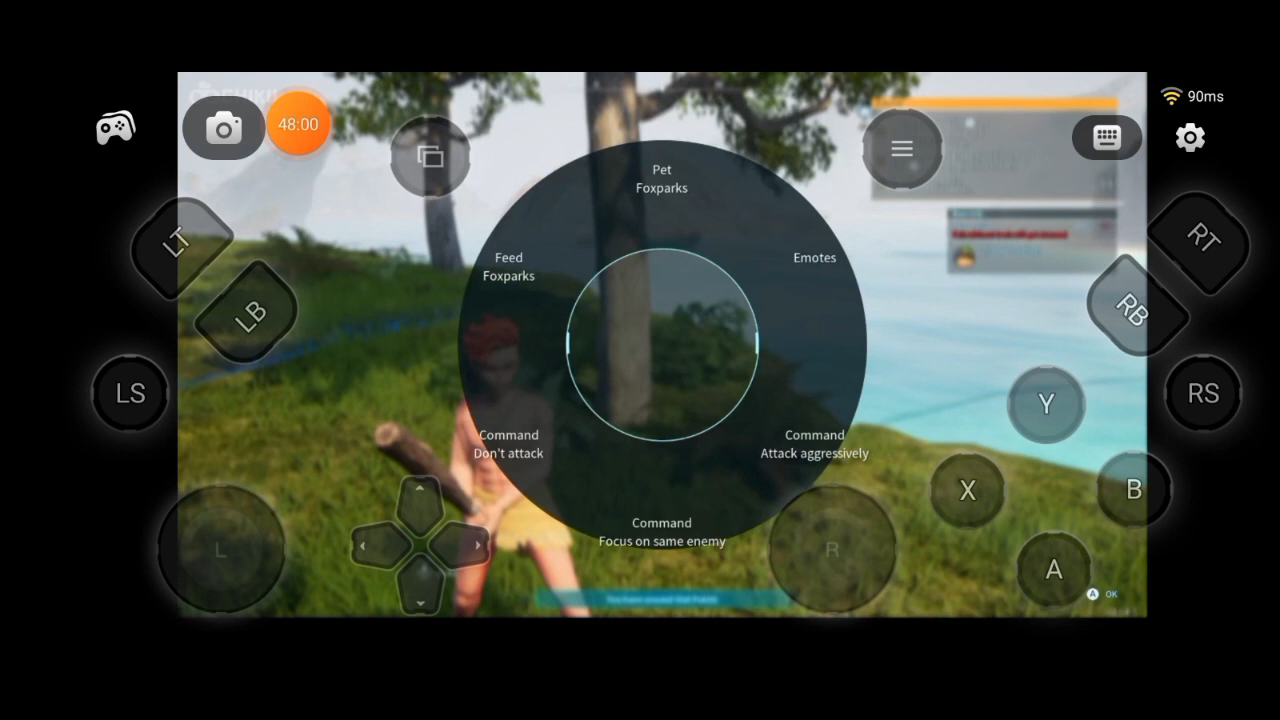 90ms
48:00
LT
LB
LS
L
RT
RB
RS
Y
X
B
A
R
Pet
Foxparks
Feed
Foxparks
Emotes
Command
Don't attack
Command
Attack aggressively
Command
Focus on same enemy
A OK